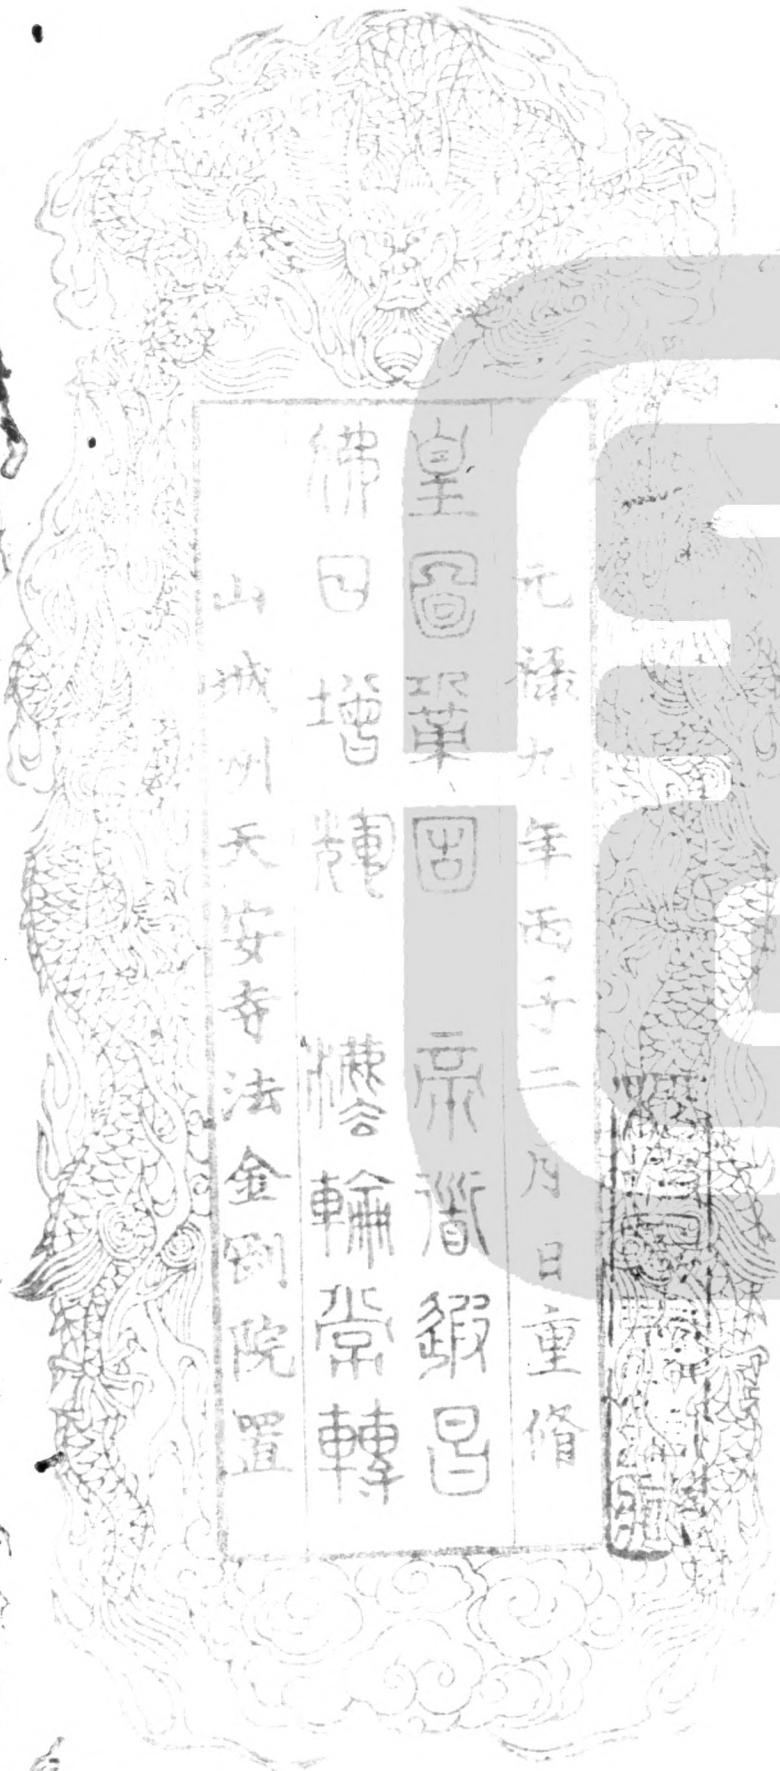 元祿九年丙子二月日重脩
皇圖鞏固　帝道遐昌
佛日增輝　法輪常轉
山城州天安寺法金剛院置